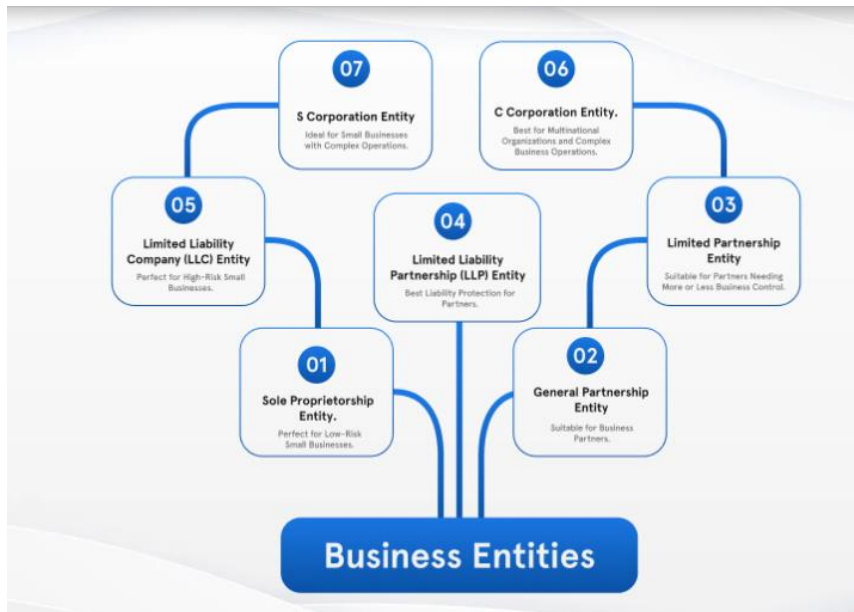 07
S Corporation Entity
Ideal for Small Businesses
with Complex Operations.
06
C Corporation Entity.
Best for Multinational
Organizations and Complex
Business Operations.
05
Limited Liability
Company (LLC) Entity
Perfect for High-Risk Small
Businesses.
04
Limited Liability
Partnership (LLP) Entity
Best Liability Protection for
Partners.
03
Limited Partnership
Entity
Suitable for Partners Needing
More or Less Business Control.
01
Sole Proprietorship
Entity.
Perfect for Low-Risk
Small Businesses.
02
General Partnership
Entity
Suitable for Business
Partners.
Business Entities